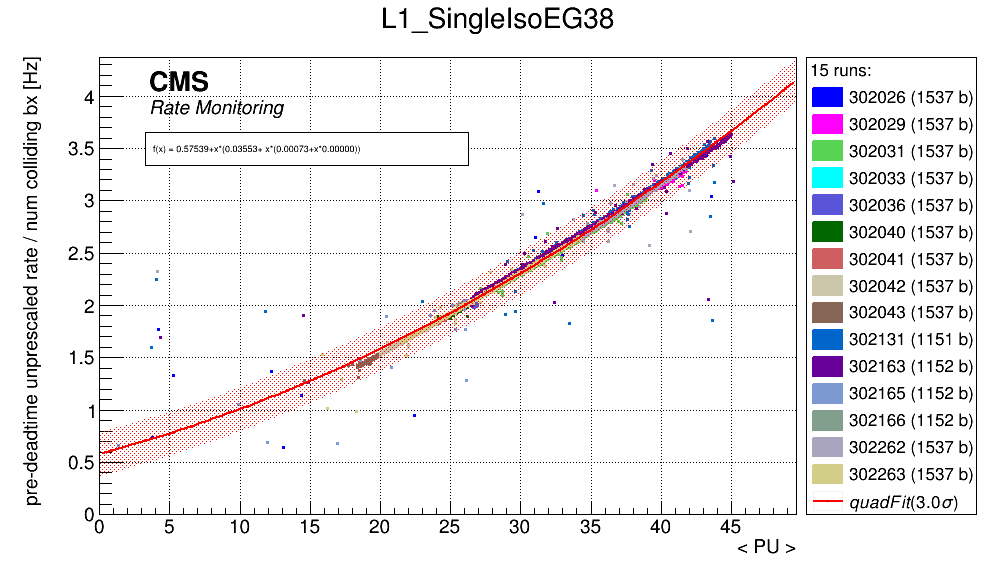 L1_SingleIsoEG38
pre-deadtime unprescaled rate / num colliding bx [Hz]
CMS
Rate Monitoring
f(x) = 0.57539+x*(0.03553+ x*(0.00073+x*0.00000))
4
3.5
3
2.5
2
1.5
1
0.5
0
0 5 10 15 20 25 30 35 40 45
< PU >
15 runs:
302026 (1537 b)
302029 (1537 b)
302031 (1537 b)
302033 (1537 b)
302036 (1537 b)
302040 (1537 b)
302041 (1537 b)
302042 (1537 b)
302043 (1537 b)
302131 (1151 b)
302163 (1152 b)
302165 (1152 b)
302166 (1152 b)
302262 (1537 b)
302263 (1537 b)
quadFit(3.0σ)